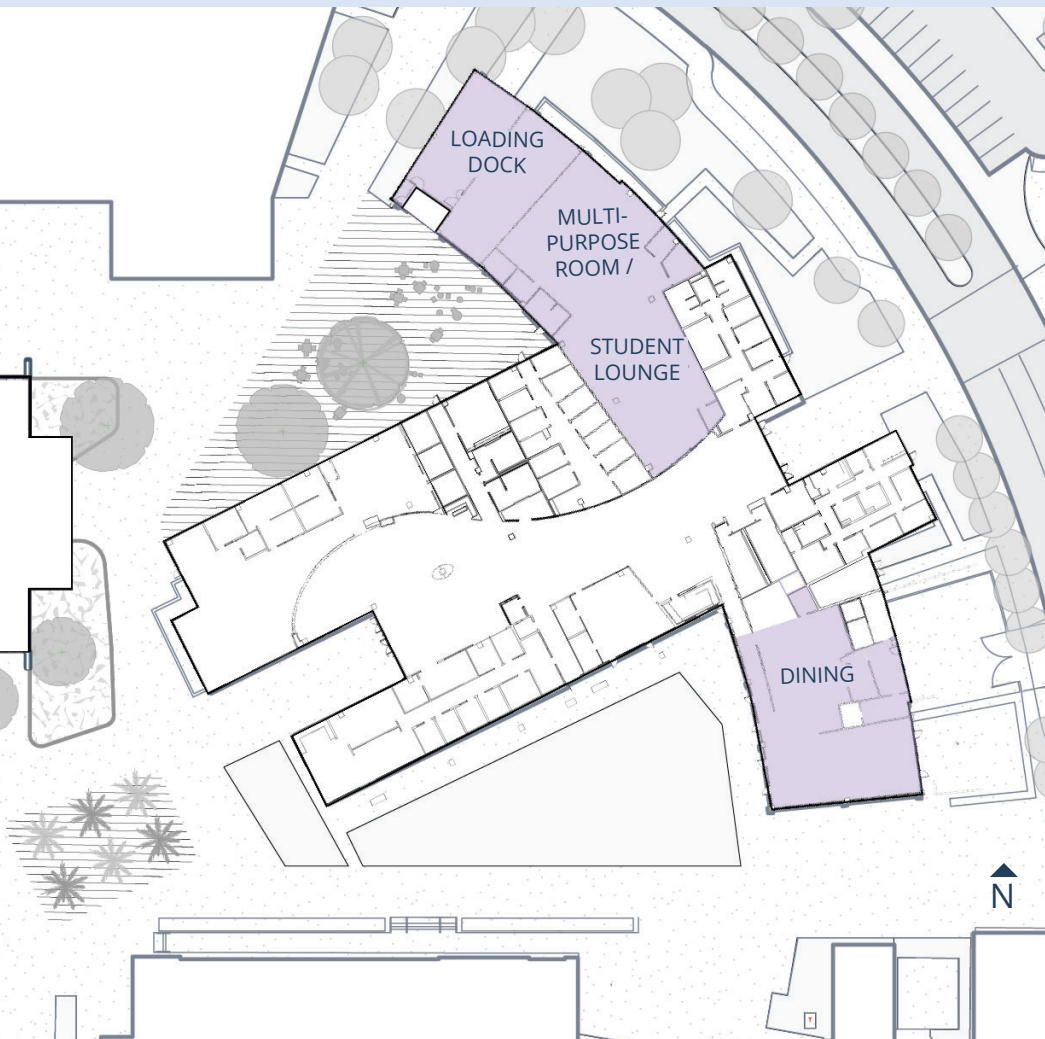 LOADING
DOCK
MULTI-
PURPOSE
ROOM /
STUDENT
LOUNGE
DINING
N
T